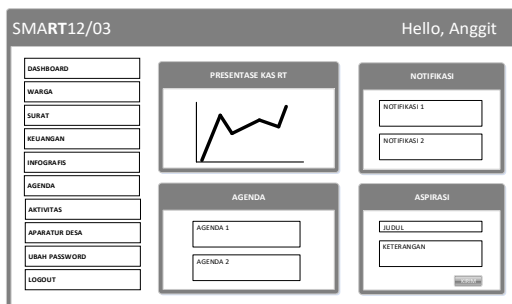 SMART12/03
Hello, Anggit
DASHBOARD
WARGA
SURAT
KEUANGAN
INFOGRAFIS
AGENDA
AKTIVITAS
APARATUR DESA
UBAH PASSWORD
LOGOUT
PRESENTASE KAS RT
NOTIFIKASI
NOTIFIKASI 1
NOTIFIKASI 2
AGENDA
AGENDA 1
AGENDA 2
ASPIRASI
JUDUL
KETERANGAN